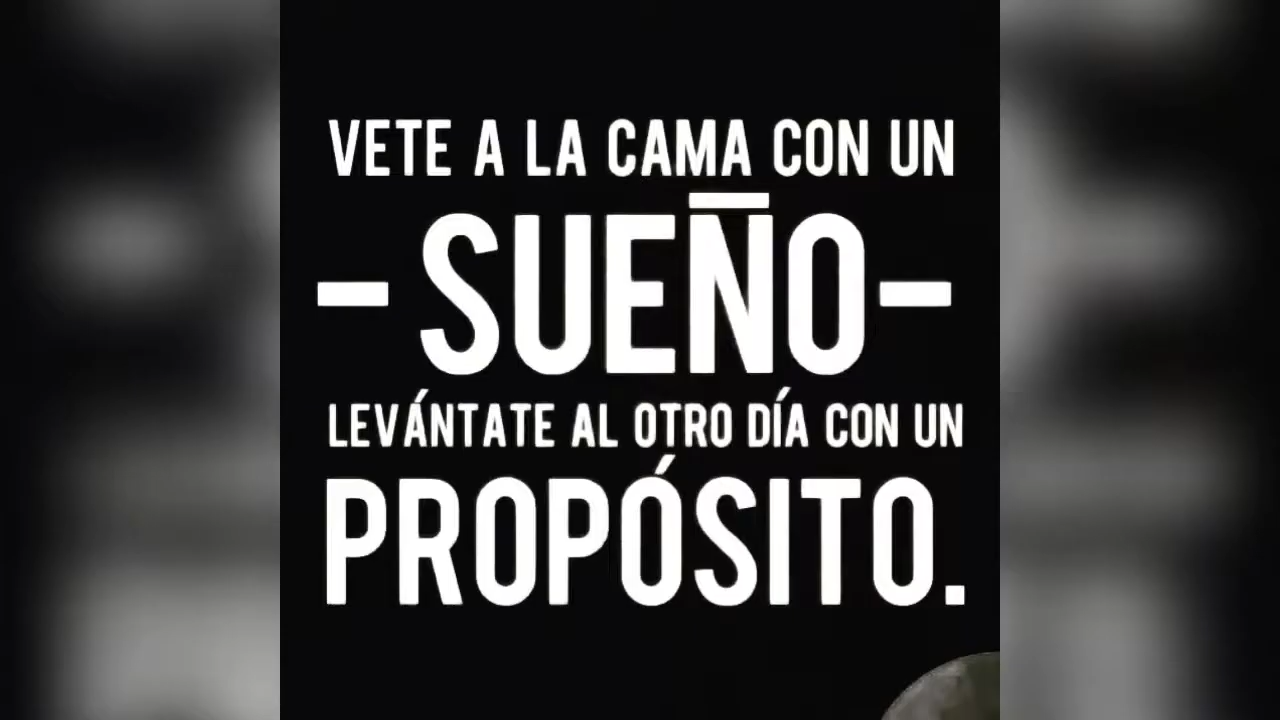 VETE A LA CAMA CON UN
- SUEÑO -
LEVÁNTATE AL OTRO DÍA CON UN
PROPÓSITO.